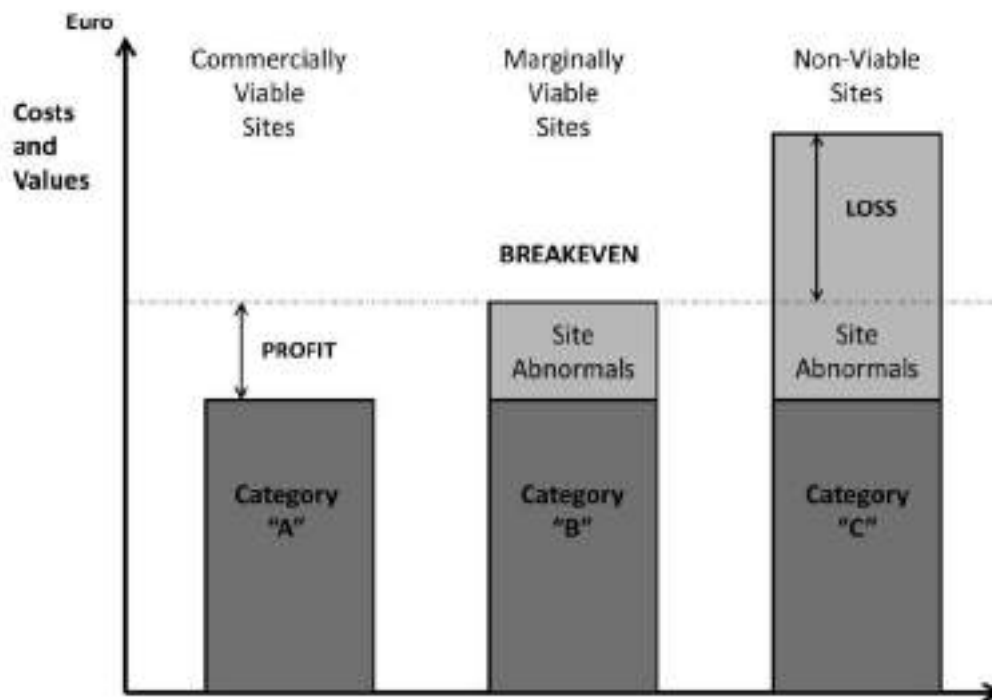 Euro
Costs
and
Values
Commercially
Viable
Sites
Marginally
Viable
Sites
Non-Viable
Sites
LOSS
BREAKEVEN
PROFIT
Site
Abnormals
Site
Abnormals
Category
"A"
Category
"B"
Category
"C"